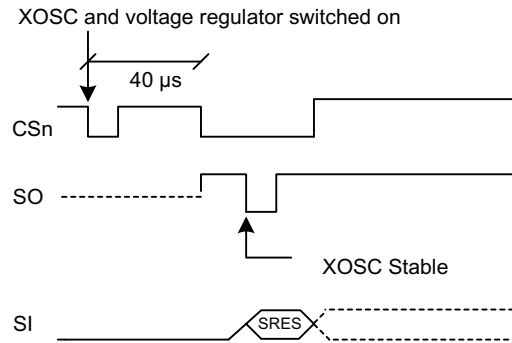 XOSC and voltage regulator switched on
40 µs
CSn
SO
XOSC Stable
SI
SRES